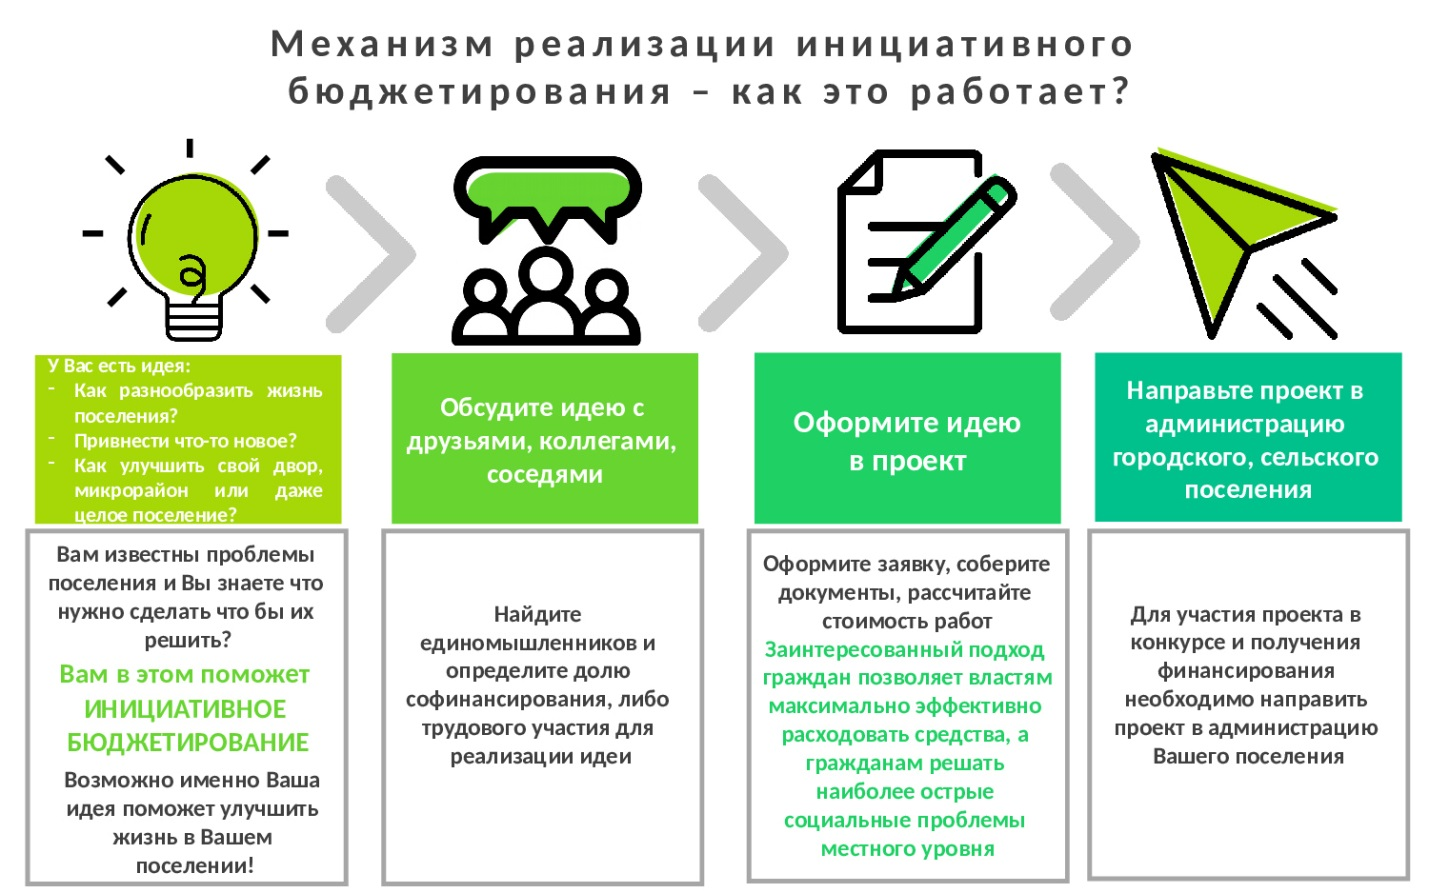 Механизм реализации инициативного
бюджетирования – как это работает?
У Вас есть идея:
- Как разнообразить жизнь
поселения?
- Привнести что-то новое?
- Как улучшить свой двор,
микрорайон или даже
целое поселение?
Вам известны проблемы
поселения и Вы знаете что
нужно сделать что бы их
решить?
Вам в этом поможет
ИНИЦИАТИВНОЕ
БЮДЖЕТИРОВАНИЕ
Возможно именно Ваша
идея поможет улучшить
жизнь в Вашем
поселении!
Обсудите идею с
друзьями, коллегами,
соседями
Найдите
единомышленников и
определите долю
софинансирования, либо
трудового участия для
реализации идеи
Оформите идею
в проект
Оформите заявку, соберите
документы, рассчитайте
стоимость работ
Заинтересованный подход
граждан позволяет властям
максимально эффективно
расходовать средства, а
гражданам решать
наиболее острые
социальные проблемы
местного уровня
Направьте проект в
администрацию
городского, сельского
поселения
Для участия проекта в
конкурсе и получения
финансирования
необходимо направить
проект в администрацию
Вашего поселения